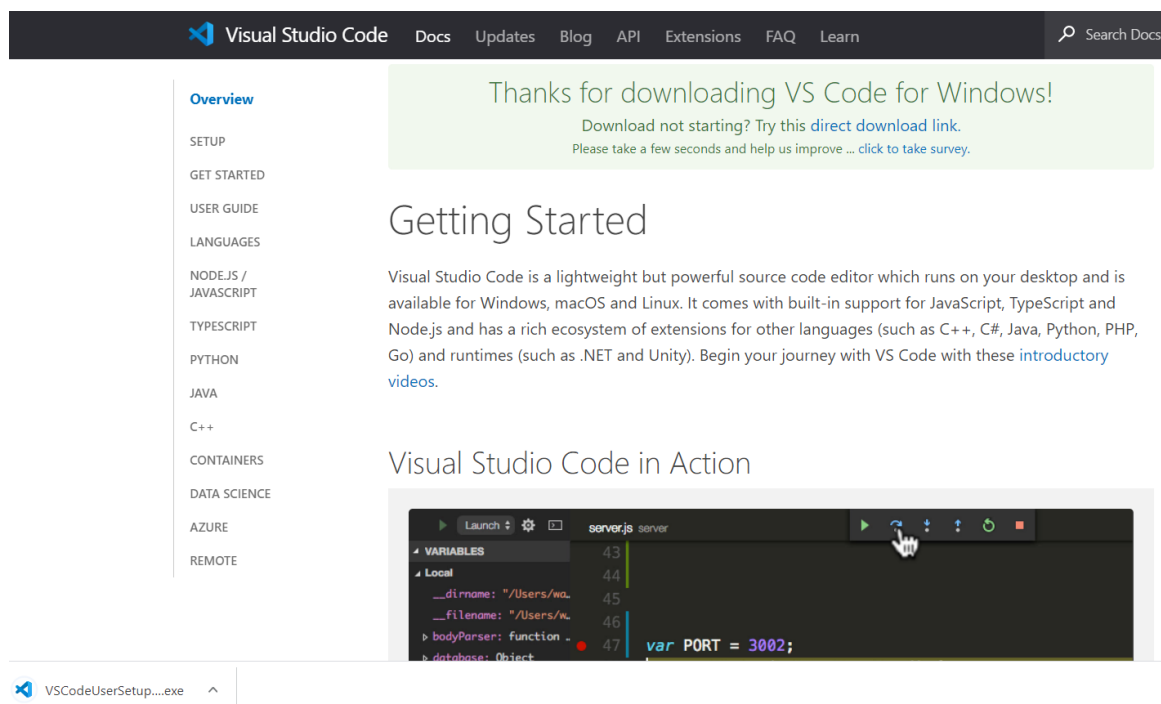 Visual Studio Code Docs Updates Blog API Extensions FAQ Learn Search Docs
Overview
SETUP
GET STARTED
USER GUIDE
LANGUAGES
NODE.JS /
JAVASCRIPT
TYPESCRIPT
PYTHON
JAVA
C++
CONTAINERS
DATA SCIENCE
AZURE
REMOTE
Thanks for downloading VS Code for Windows!
Download not starting? Try this direct download link.
Please take a few seconds and help us improve ... click to take survey.
Getting Started
Visual Studio Code is a lightweight but powerful source code editor which runs on your desktop and is
available for Windows, macOS and Linux. It comes with built-in support for JavaScript, TypeScript and
Node.js and has a rich ecosystem of extensions for other languages (such as C++, C#, Java, Python, PHP,
Go) and runtimes (such as .NET and Unity). Begin your journey with VS Code with these introductory
videos.
Visual Studio Code in Action
Launch server.js server
VARIABLES
Local
__dirname: "/Users/wa…
__filename: "/Users/w…
bodyParser: function …
database: Object
43
44
45
46
47 var PORT = 3002;
VSCodeUserSetup....exe